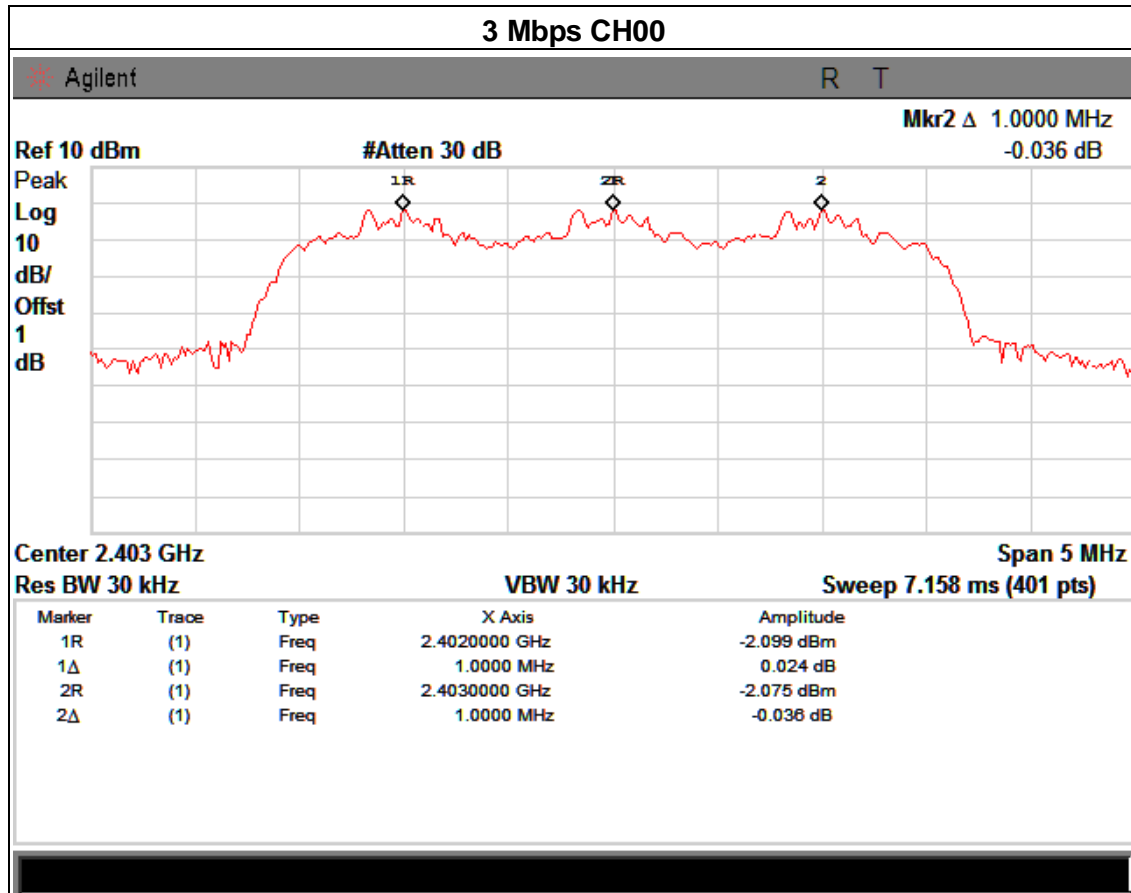 3 Mbps CH00
Agilent
R T
Mkr2 Δ 1.0000 MHz
Ref 10 dBm #Atten 30 dB -0.036 dB
Peak
Log
10
dB/
Offst
1
dB
1R 2R 2
Center 2.403 GHz Span 5 MHz
Res BW 30 kHz VBW 30 kHz Sweep 7.158 ms (401 pts)
Marker Trace Type X Axis Amplitude
1R (1) Freq 2.4020000 GHz -2.099 dBm
1Δ (1) Freq 1.0000 MHz 0.024 dB
2R (1) Freq 2.4030000 GHz -2.075 dBm
2Δ (1) Freq 1.0000 MHz -0.036 dB